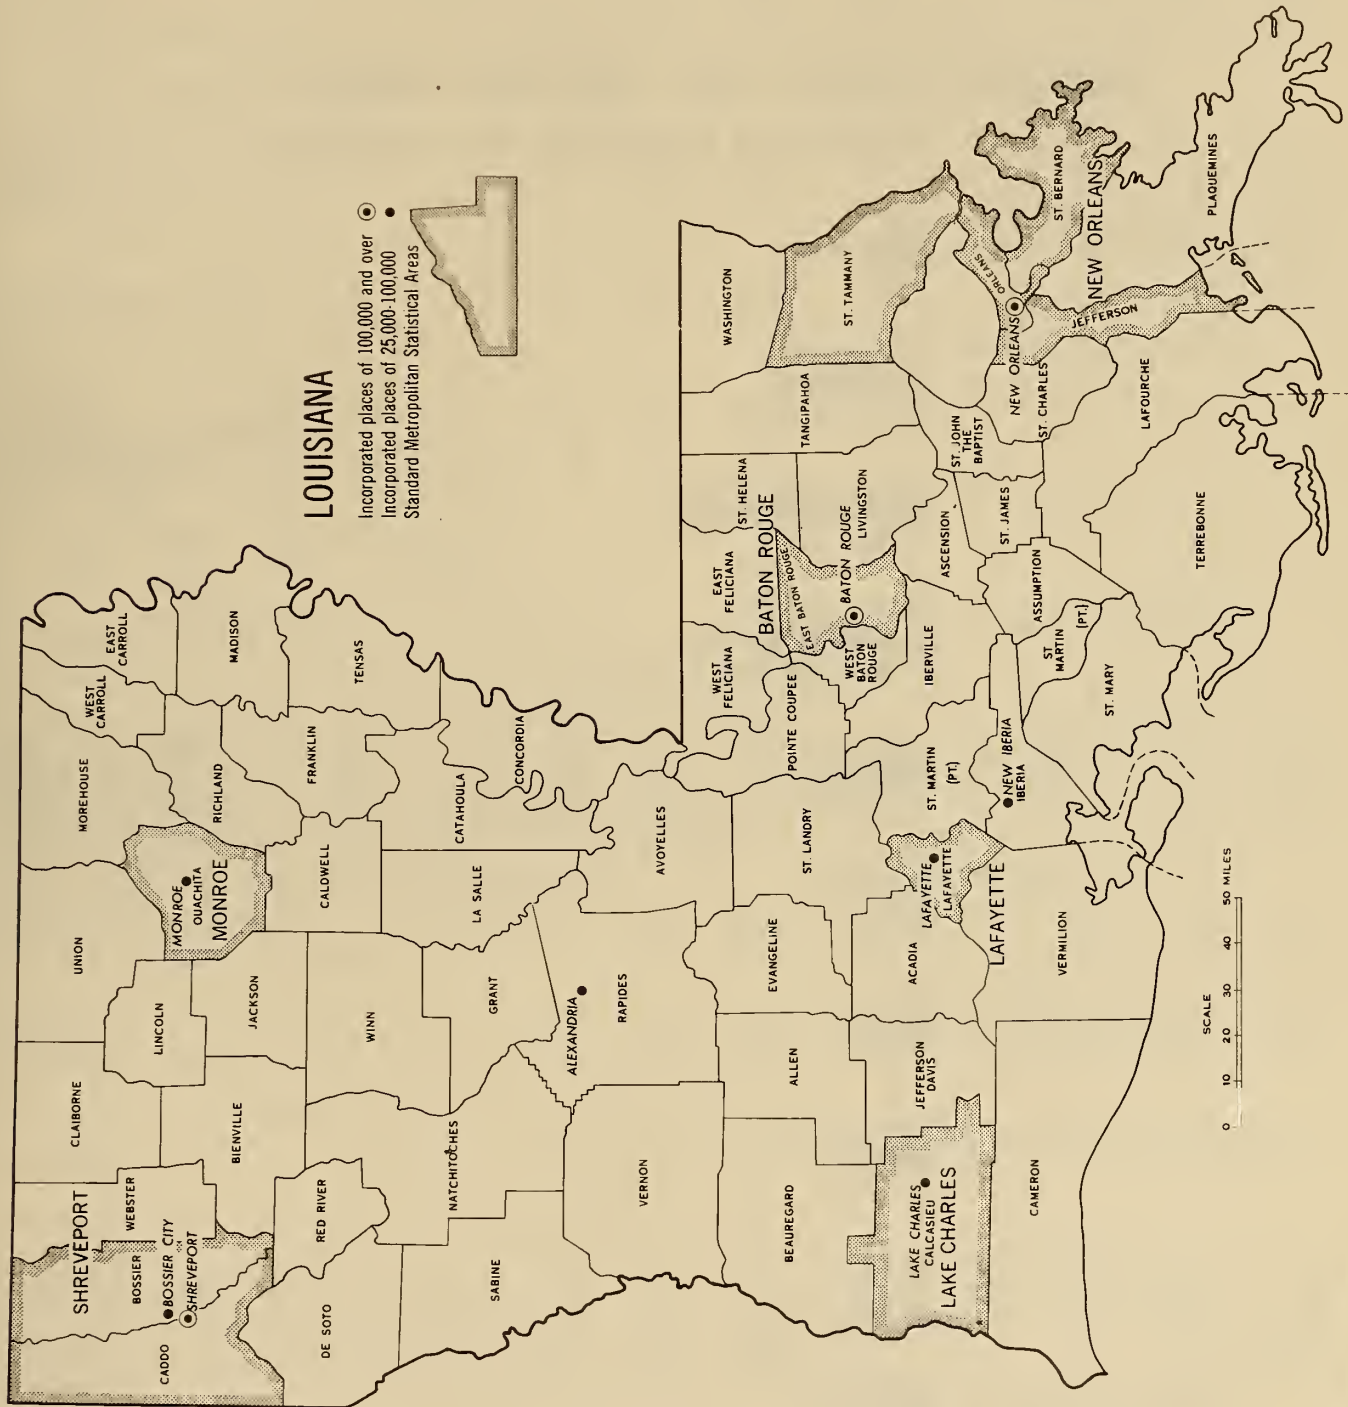 LOUISIANA
Incorporated places of 100,000 and over
Incorporated places of 25,000-100,000
Standard Metropolitan Statistical Areas
SHREVEPORT
CADDO
BOSSIER
BOSSIER CITY
SHREVEPORT
WEBSTER
CLAIBORNE
UNION
MOREHOUSE
WEST
CARROLL
EAST
CARROLL
LINCOLN
MONROE
OUACHITA
MONROE
RICHLAND
MADISON
BIENVILLE
JACKSON
DE SOTO
RED RIVER
WINN
CALDWELL
FRANKLIN
TENSAS
SABINE
NATCHITOCHES
GRANT
LA SALLE
CATAHOULA
CONCORDIA
VERNON
ALEXANDRIA
RAPIDES
AVOYELLES
BEAUREGARD
ALLEN
EVANGELINE
ST. LANDRY
POINTE COUPEE
WEST
FELICIANA
EAST
FELICIANA
ST. HELENA
TANGIPAHOA
WASHINGTON
BATON ROUGE
EAST BATON ROUGE
BATON ROUGE
WEST
BATON
ROUGE
LIVINGSTON
ST. TAMMANY
LAKE CHARLES
CALCASIEU
LAKE CHARLES
JEFFERSON
DAVIS
ACADIA
LAFAYETTE
LAFAYETTE
LAFAYETTE
ST. MARTIN
(PT.)
IBERVILLE
ASCENSION
ST. JOHN
THE
BAPTIST
ST. JAMES
NEW ORLEANS
ST. CHARLES
ORLEANS
ST. BERNARD
NEW ORLEANS
JEFFERSON
PLAQUEMINES
CAMERON
VERMILION
NEW IBERIA
IBERIA
ST
MARTIN
(PT.)
ASSUMPTION
ST. MARY
LAFOURCHE
TERREBONNE
SCALE
0 10 20 30 40 50 MILES